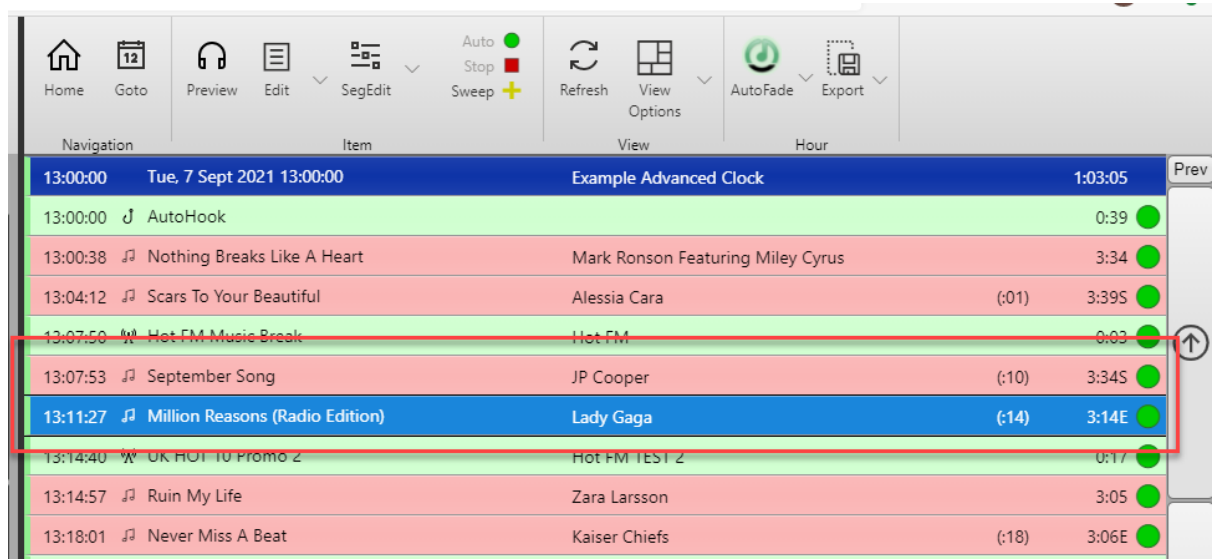 Auto
Stop
Sweep
12
Home Goto Preview Edit SegEdit Refresh View Options AutoFade Export
Navigation Item View Hour
13:00:00 Tue, 7 Sept 2021 13:00:00 Example Advanced Clock 1:03:05 Prev
13:00:00 AutoHook 0:39
13:00:38 Nothing Breaks Like A Heart Mark Ronson Featuring Miley Cyrus 3:34
13:04:12 Scars To Your Beautiful Alessia Cara (:01) 3:39S
13:07:50 Hot FM Music Break Hot FM 0:03
13:07:53 September Song JP Cooper (:10) 3:34S
13:11:27 Million Reasons (Radio Edition) Lady Gaga (:14) 3:14E
13:14:40 UK HOT 10 Promo 2 Hot FM TEST 2 0:17
13:14:57 Ruin My Life Zara Larsson 3:05
13:18:01 Never Miss A Beat Kaiser Chiefs (:18) 3:06E